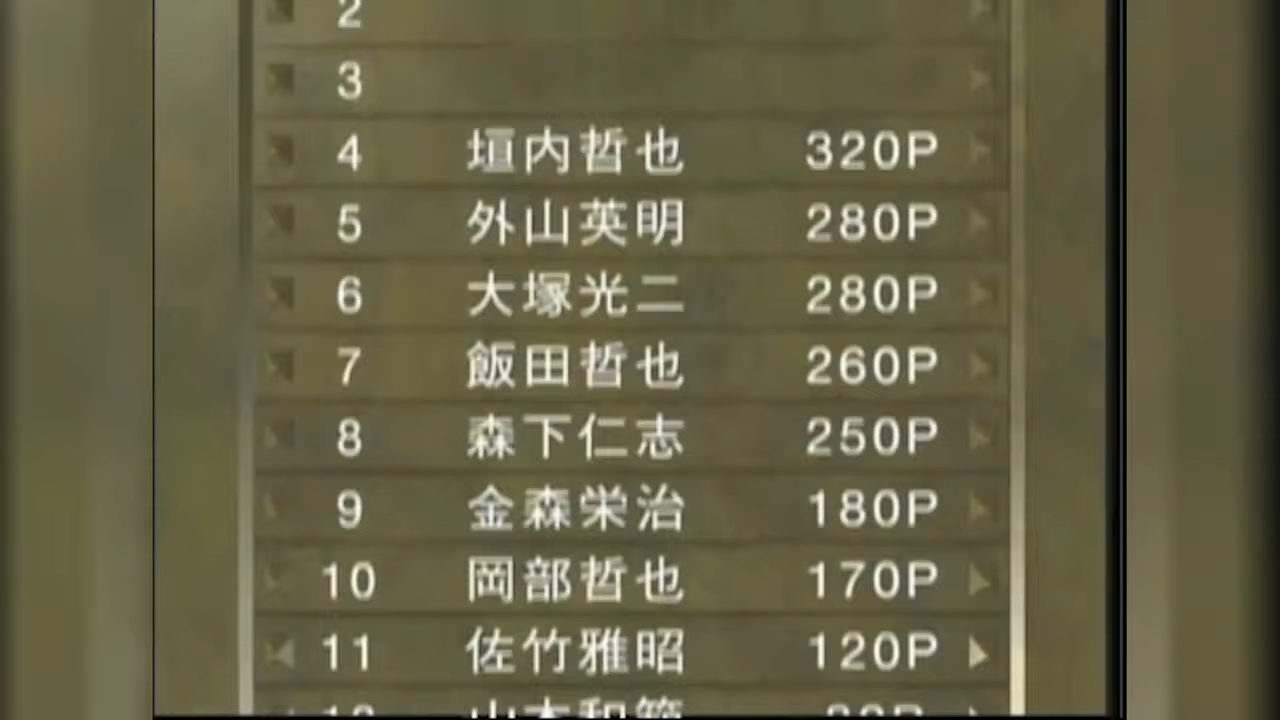 2
3
4 垣内哲也 320P
5 外山英明 280P
6 大塚光二 280P
7 飯田哲也 260P
8 森下仁志 250P
9 金森栄治 180P
10 岡部哲也 170P
11 佐竹雅昭 120P